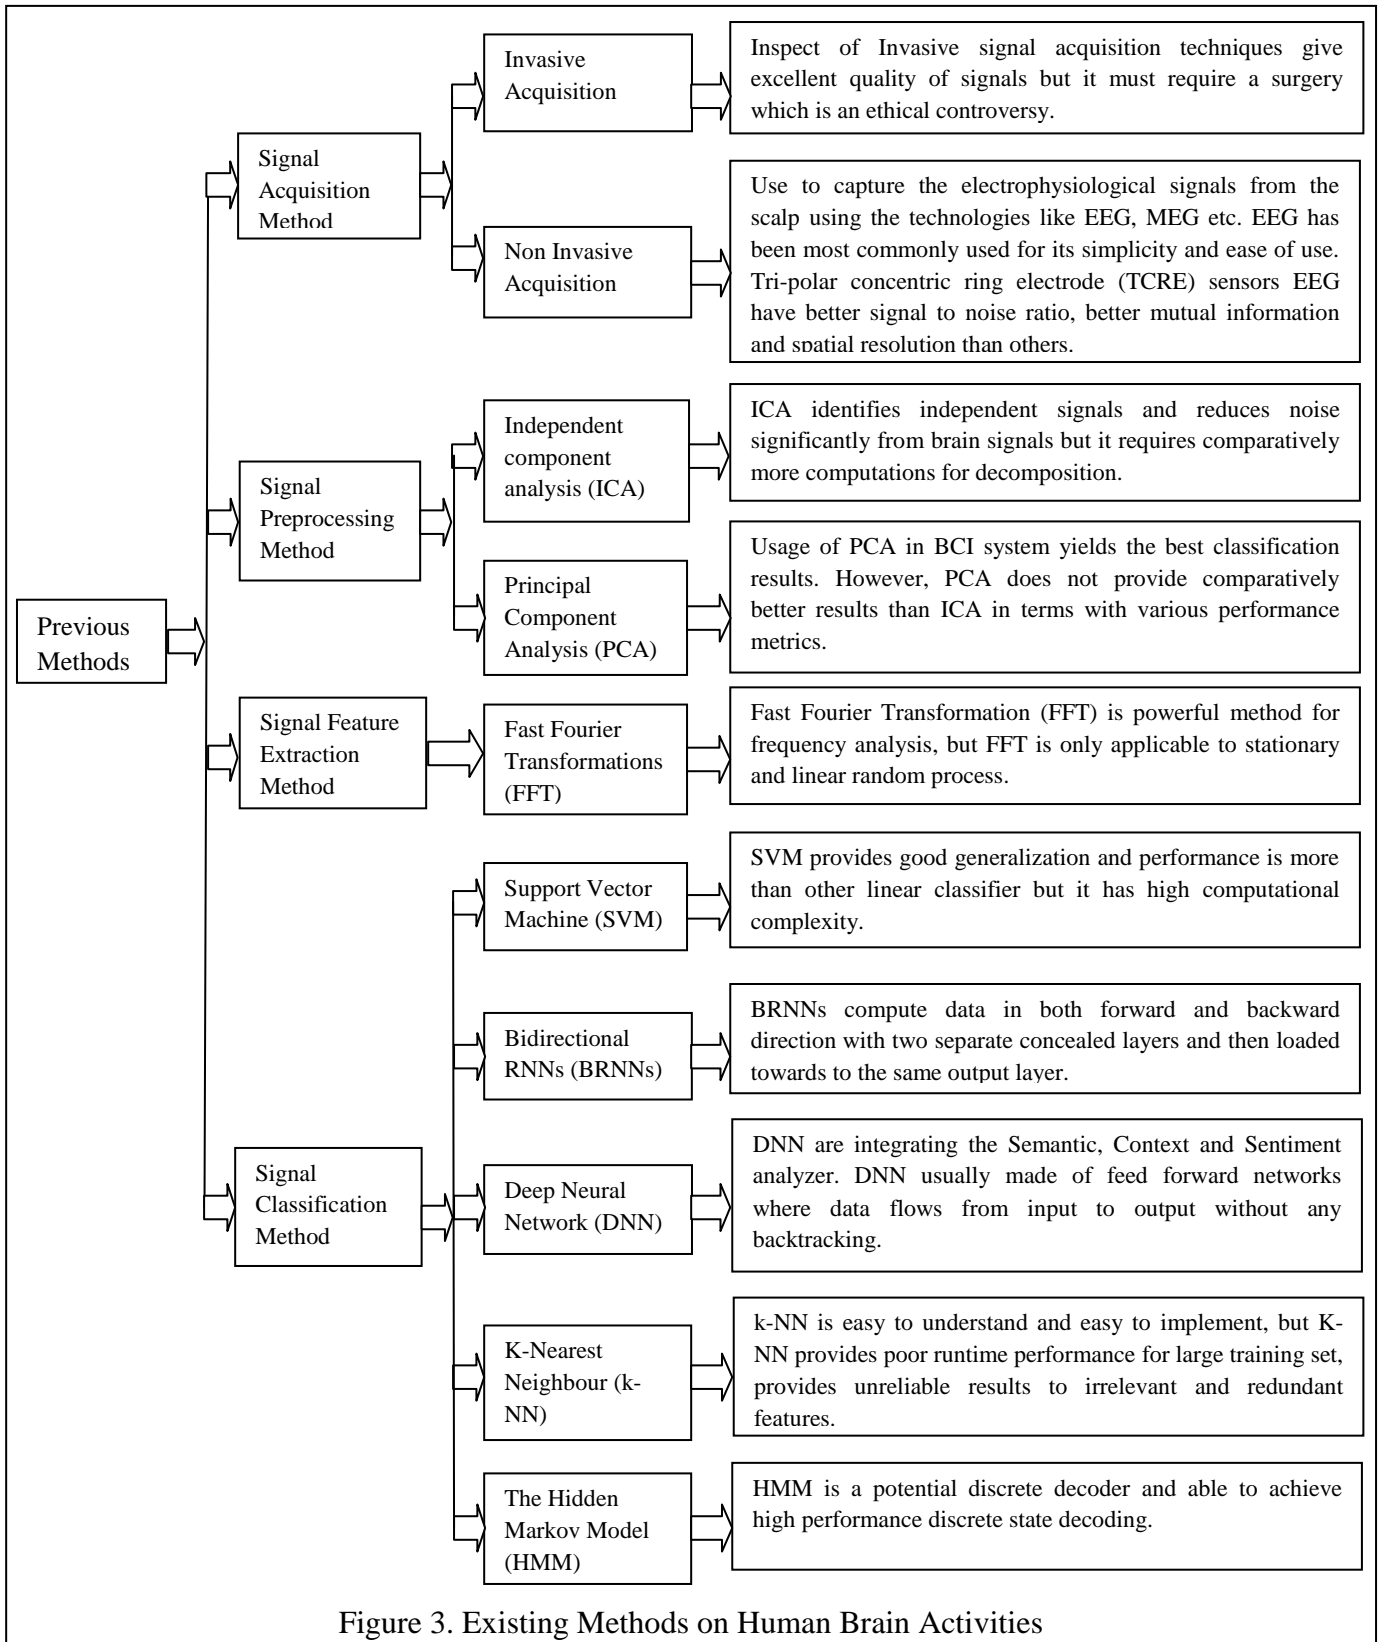 Invasive
Acquisition
Inspect of Invasive signal acquisition techniques give
excellent quality of signals but it must require a surgery
which is an ethical controversy.
Signal
Acquisition
Method
Non Invasive
Acquisition
Use to capture the electrophysiological signals from the
scalp using the technologies like EEG, MEG etc. EEG has
been most commonly used for its simplicity and ease of use.
Tri-polar concentric ring electrode (TCRE) sensors EEG
have better signal to noise ratio, better mutual information
and spatial resolution than others.
Independent
component
analysis (ICA)
ICA identifies independent signals and reduces noise
significantly from brain signals but it requires comparatively
more computations for decomposition.
Signal
Preprocessing
Method
Principal
Component
Analysis (PCA)
Usage of PCA in BCI system yields the best classification
results. However, PCA does not provide comparatively
better results than ICA in terms with various performance
metrics.
Previous
Methods
Signal Feature
Extraction
Method
Fast Fourier
Transformations
(FFT)
Fast Fourier Transformation (FFT) is powerful method for
frequency analysis, but FFT is only applicable to stationary
and linear random process.
Support Vector
Machine (SVM)
SVM provides good generalization and performance is more
than other linear classifier but it has high computational
complexity.
Bidirectional
RNNs (BRNNs)
BRNNs compute data in both forward and backward
direction with two separate concealed layers and then loaded
towards to the same output layer.
Signal
Classification
Method
Deep Neural
Network (DNN)
DNN are integrating the Semantic, Context and Sentiment
analyzer. DNN usually made of feed forward networks
where data flows from input to output without any
backtracking.
K-Nearest
Neighbour (k-
NN)
k-NN is easy to understand and easy to implement, but K-
NN provides poor runtime performance for large training set,
provides unreliable results to irrelevant and redundant
features.
The Hidden
Markov Model
(HMM)
HMM is a potential discrete decoder and able to achieve
high performance discrete state decoding.
Figure 3. Existing Methods on Human Brain Activities